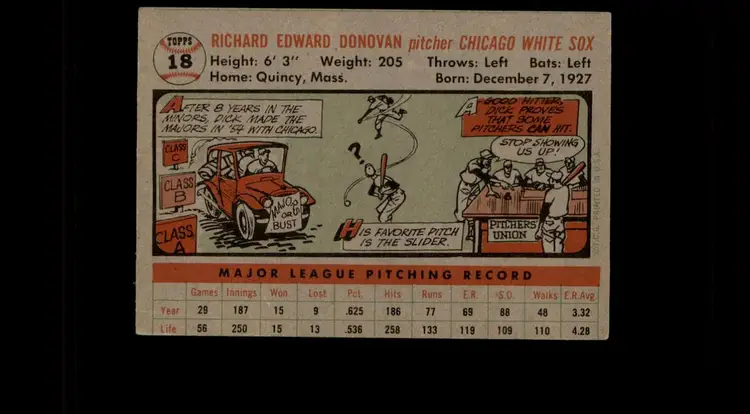 TOPPS
18
RICHARD EDWARD DONOVAN pitcher CHICAGO WHITE SOX
Height: 6' 3" Weight: 205 Throws: Left Bats: Left
Home: Quincy, Mass. Born: December 7, 1927
AFTER 8 YEARS IN THE
MINORS, DICK MADE THE
MAJORS IN '54 WITH CHICAGO.
CLASS
C
CLASS
B
CLASS
A
MAJORS
OR
BUST
?
HIS FAVORITE PITCH
IS THE SLIDER.
A GOOD HITTER,
DICK PROVES
THAT SOME
PITCHERS CAN HIT.
STOP SHOWING
US UP!
PITCHERS'
UNION
©T.C.G. PRINTED IN U.S.A.
MAJOR LEAGUE PITCHING RECORD
Games Innings Won Lost Pct. Hits Runs E.R. S.O. Walks E.R.Avg
Year 29 187 15 9 .625 186 77 69 88 48 3.32
Life 56 250 15 13 .536 258 133 119 109 110 4.28